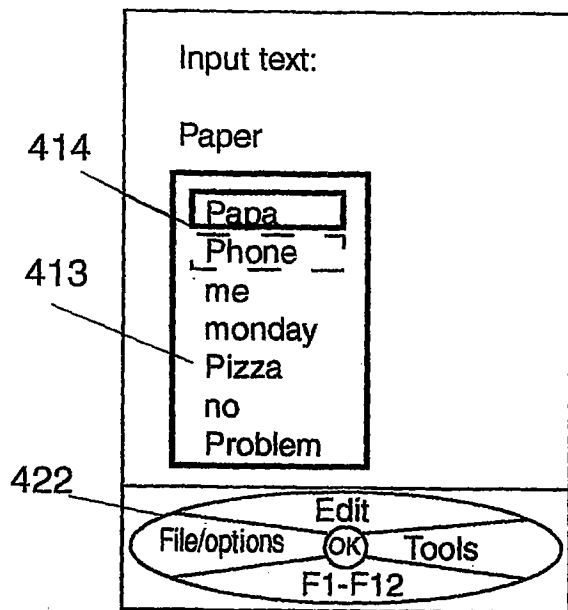 Input text:
Paper
414
Papa
Phone
413
me
monday
Pizza
no
Problem
422
Edit
File/options OK Tools
F1-F12